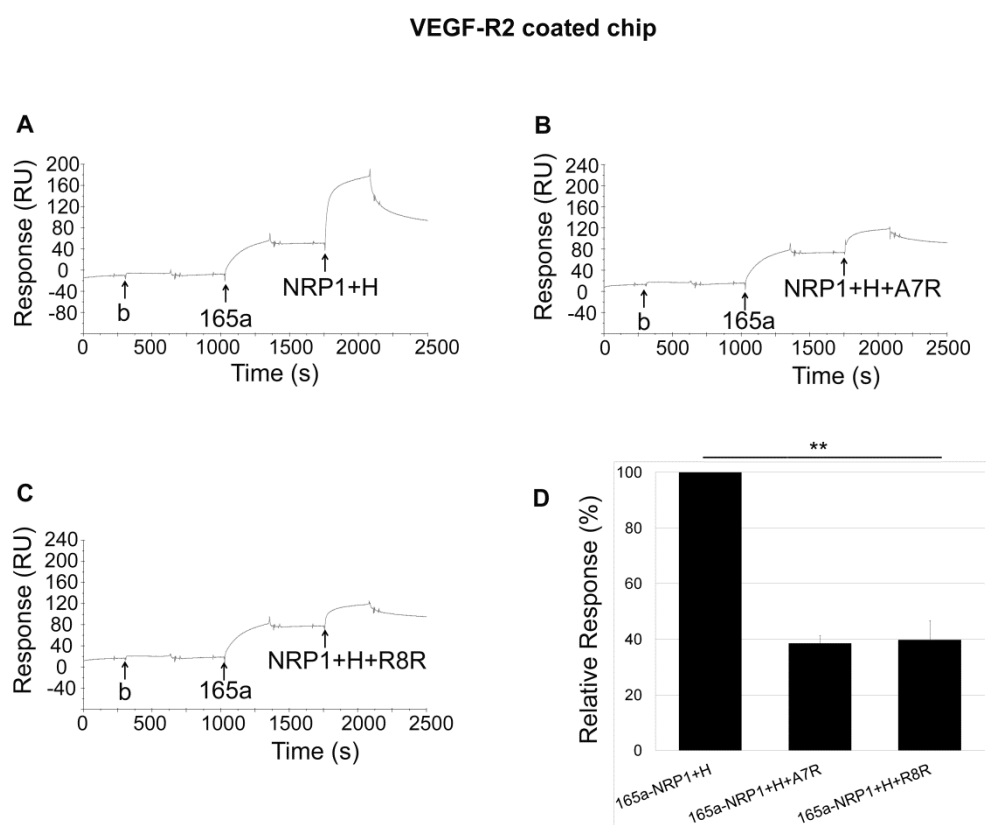 VEGF-R2 coated chip
A
Response (RU)
200
160
120
80
40
0
-40
-80
b
165a
NRP1+H
0 500 1000 1500 2000 2500
Time (s)
B
Response (RU)
240
200
160
120
80
40
0
-40
b
165a
NRP1+H+A7R
0 500 1000 1500 2000 2500
Time (s)
C
Response (RU)
240
200
160
120
80
40
0
-40
b
165a
NRP1+H+R8R
0 500 1000 1500 2000 2500
Time (s)
D
**
Relative Response (%)
100
80
60
40
20
0
165a-NRP1+H
165a-NRP1+H+A7R
165a-NRP1+H+R8R